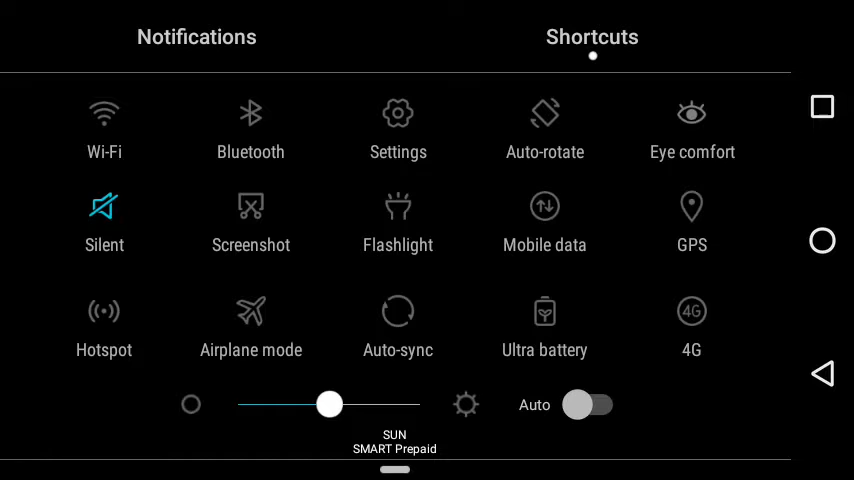 Notifications
Shortcuts
Wi-Fi
Bluetooth
Settings
Auto-rotate
Eye comfort
Silent
Screenshot
Flashlight
Mobile data
GPS
4G
Hotspot
Airplane mode
Auto-sync
Ultra battery
4G
Auto
SUN
SMART Prepaid